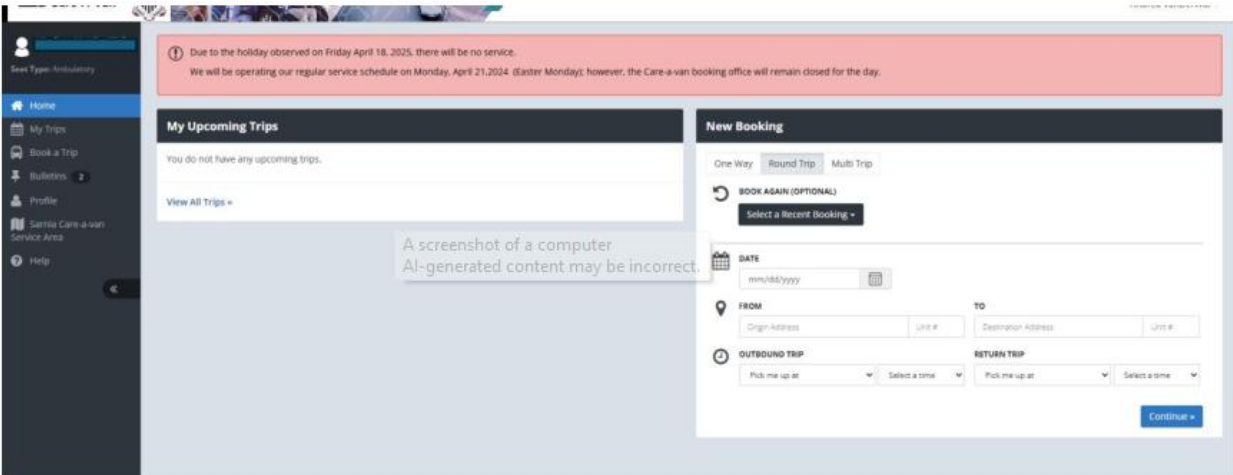 Seat Type: Ambulatory
Home
My Trips
Book a Trip
Bulletins 2
Profile
Sarnia Care-a-van
Service Area
Help
Due to the holiday observed on Friday April 18, 2025, there will be no service.
We will be operating our regular service schedule on Monday, April 21,2024 (Easter Monday); however, the Care-a-van booking office will remain closed for the day.
My Upcoming Trips
You do not have any upcoming trips.
View All Trips »
A screenshot of a computer
AI-generated content may be incorrect.
New Booking
One Way Round Trip Multi Trip
BOOK AGAIN (OPTIONAL)
Select a Recent Booking
DATE
mm/dd/yyyy
FROM TO
Origin Address Unit # Destination Address Unit #
OUTBOUND TRIP RETURN TRIP
Pick me up at Select a time Pick me up at Select a time
Continue »